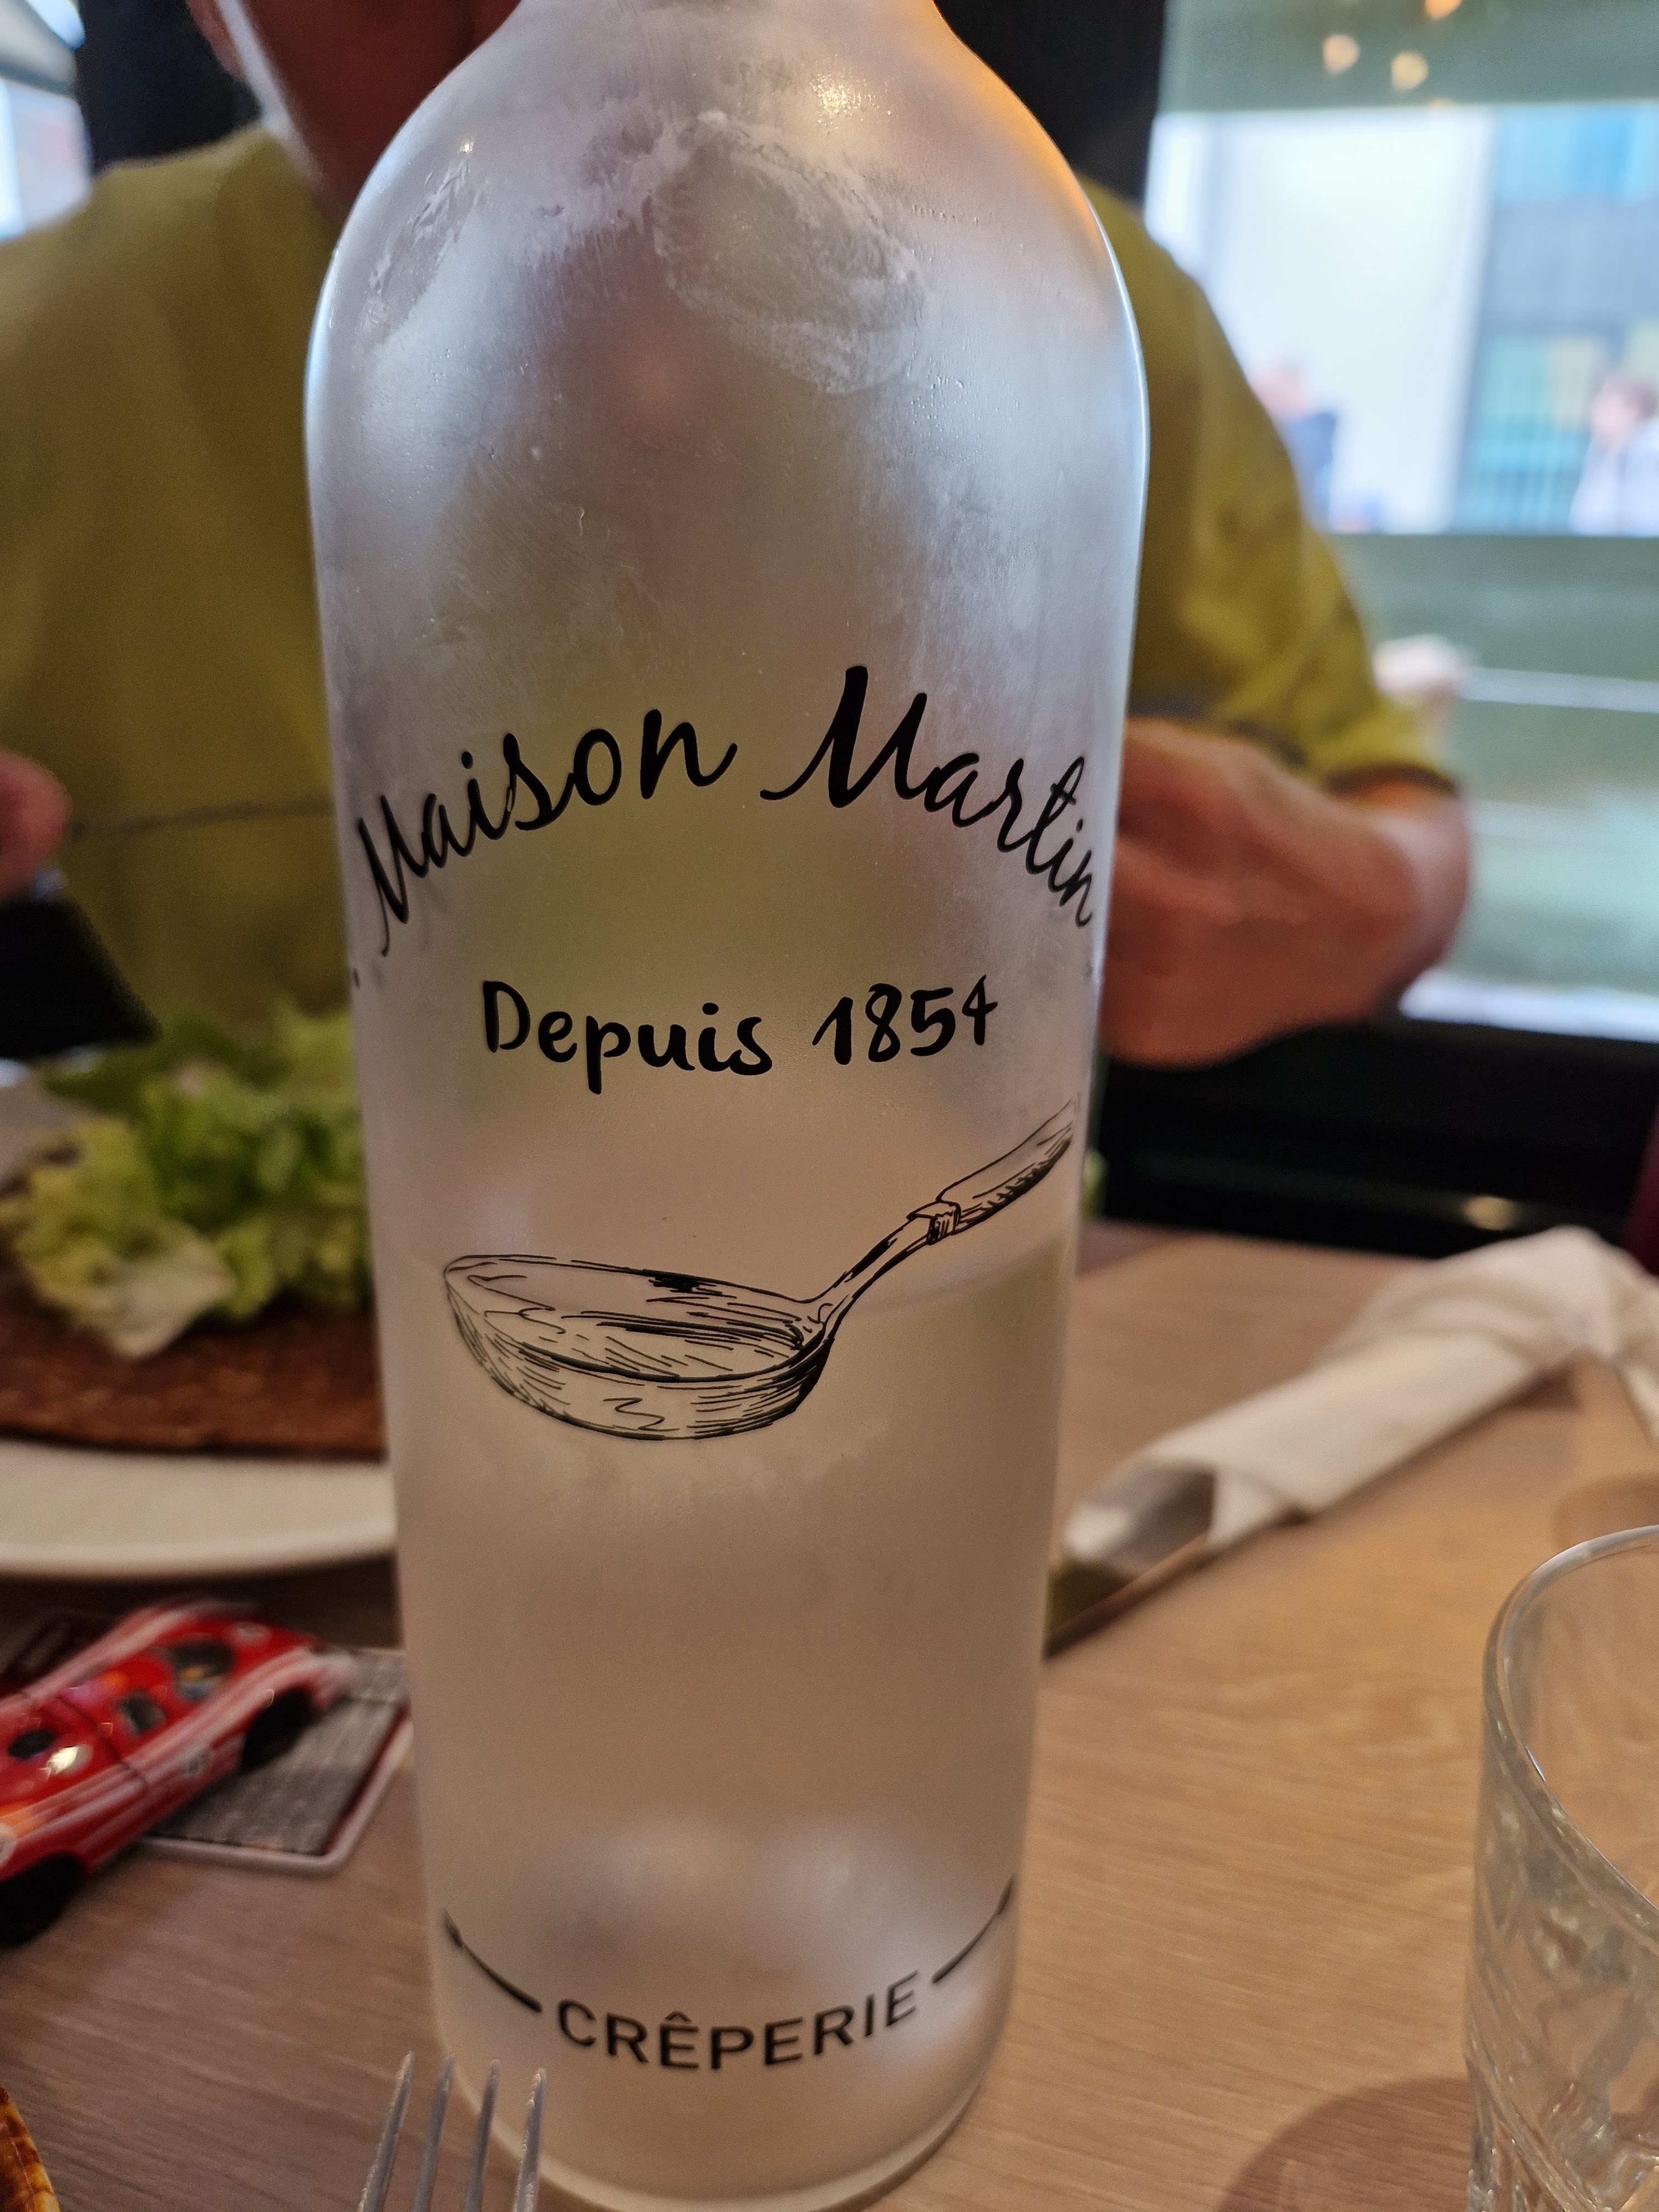 Maison Martin
Depuis 1854
CRÊPERIE